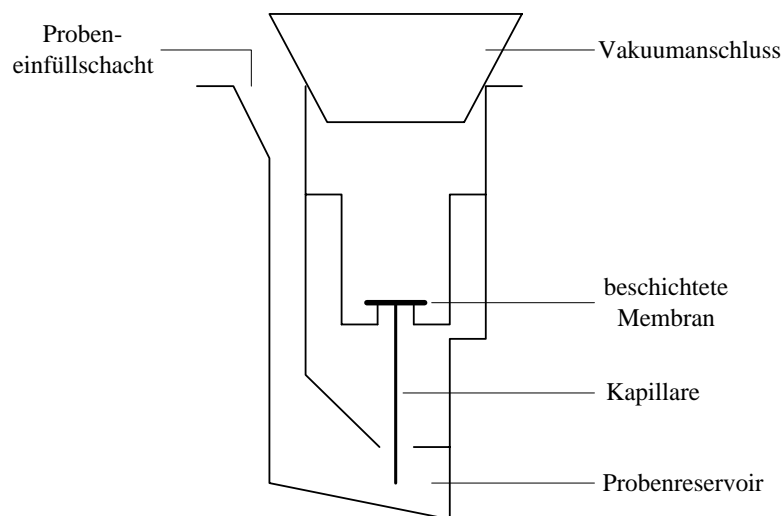 Proben-
einfüllschacht
Vakuumanschluss
beschichtete
Membran
Kapillare
Probenreservoir